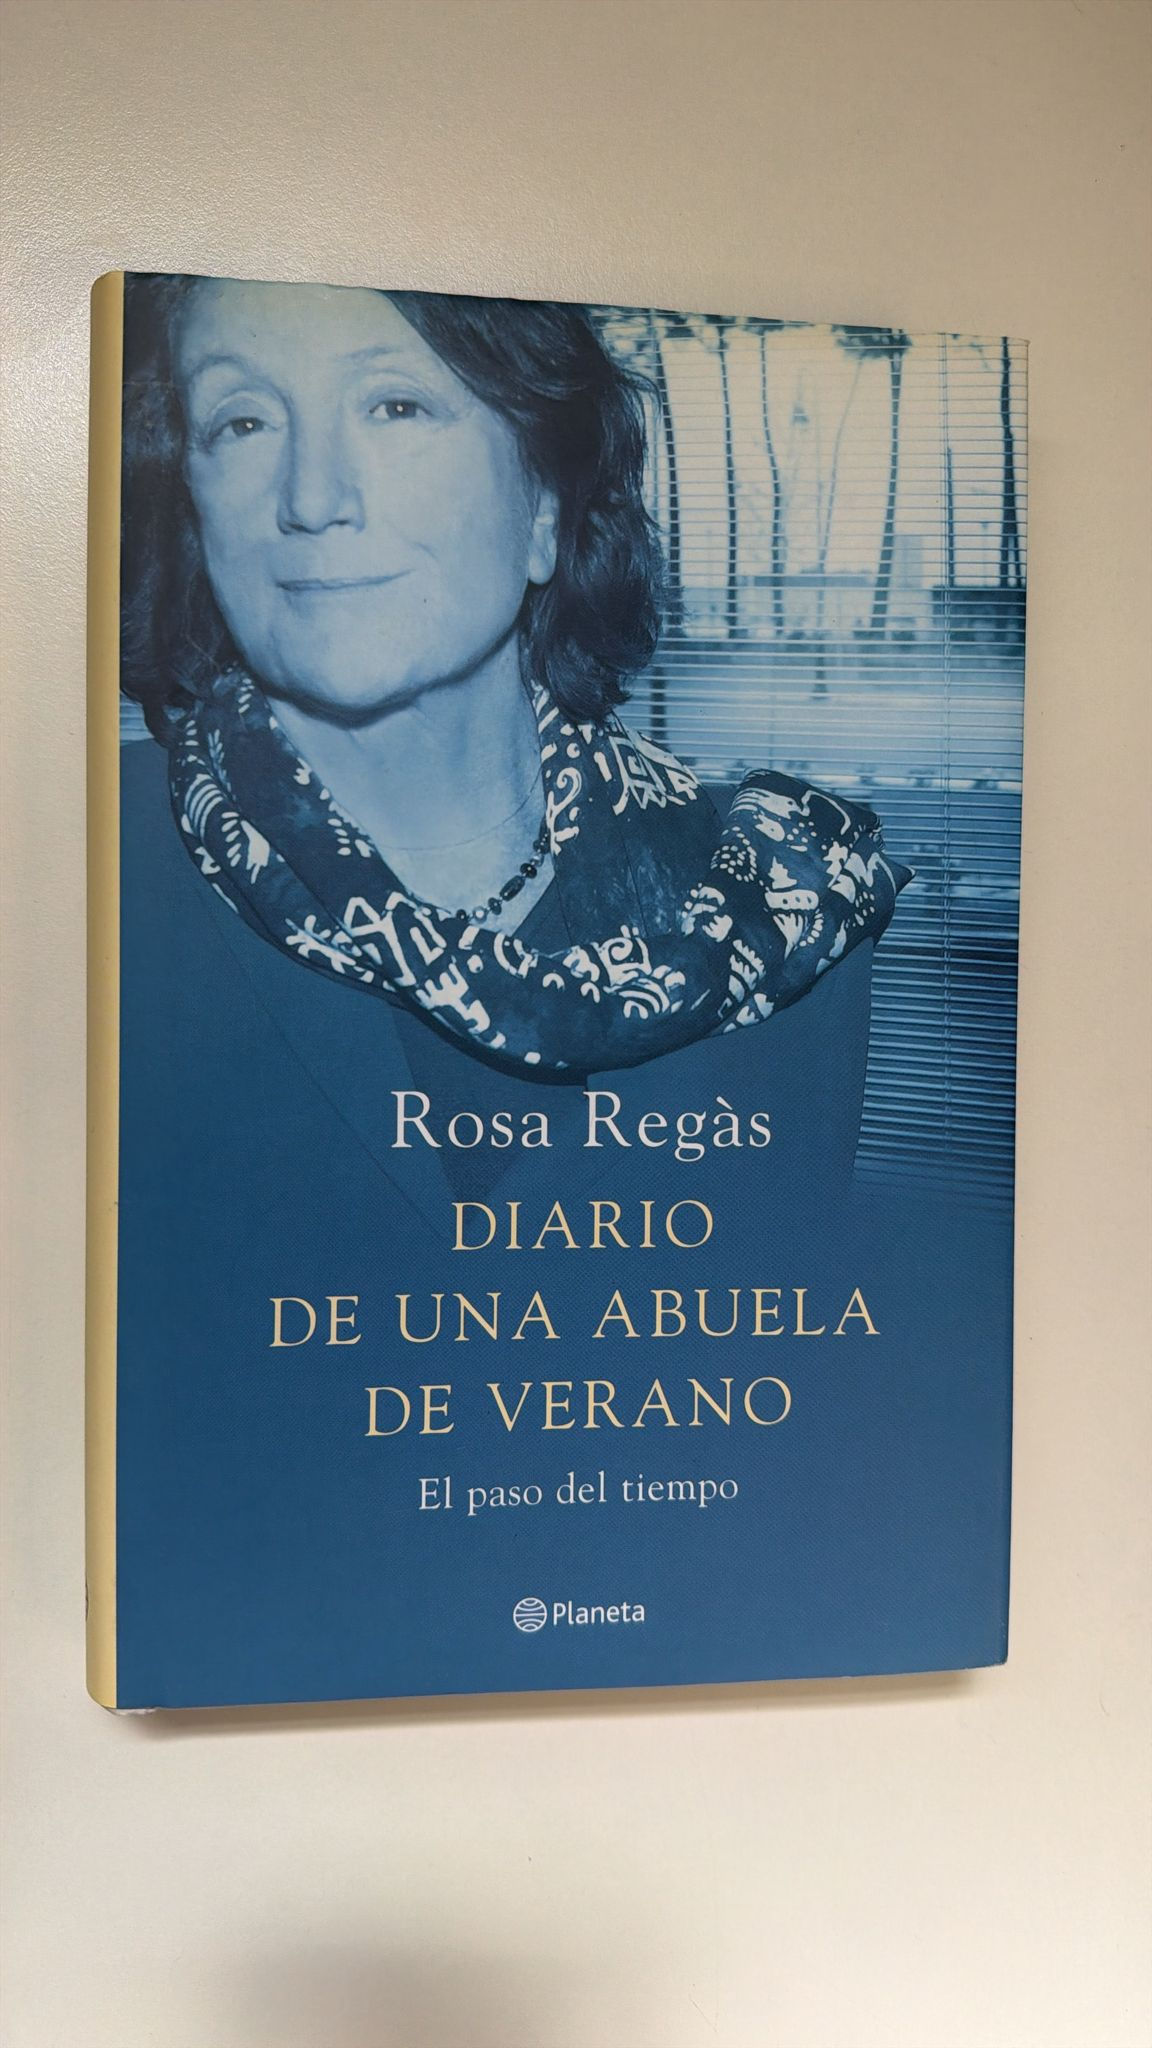 Rosa Regàs
DIARIO
DE UNA ABUELA
DE VERANO
El paso del tiempo
Planeta